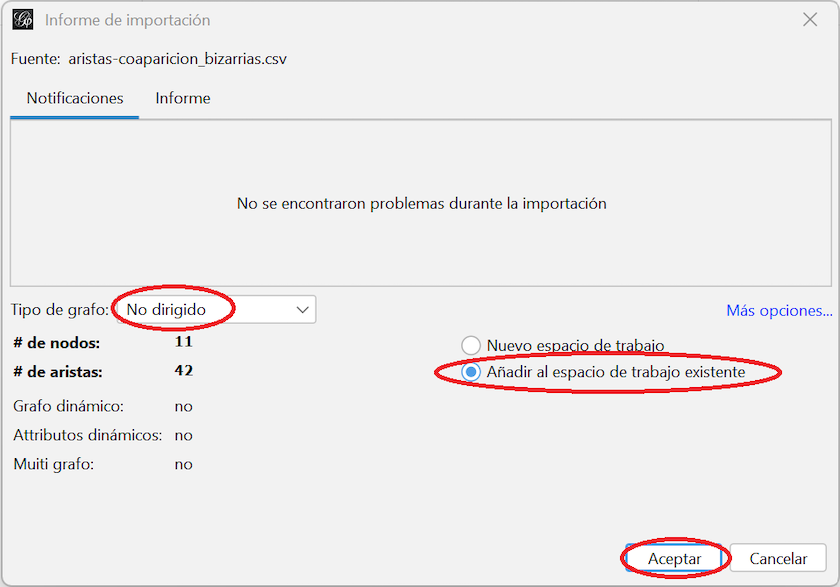 Informe de importación
Fuente: aristas-coaparicion_bizarrias.csv
Notificaciones Informe
No se encontraron problemas durante la importación
Tipo de grafo: No dirigido Más opciones...
# de nodos: 11
Nuevo espacio de trabajo
# de aristas: 42
Añadir al espacio de trabajo existente
Grafo dinámico: no
Attributos dinámicos: no
Muiti grafo: no
Aceptar Cancelar